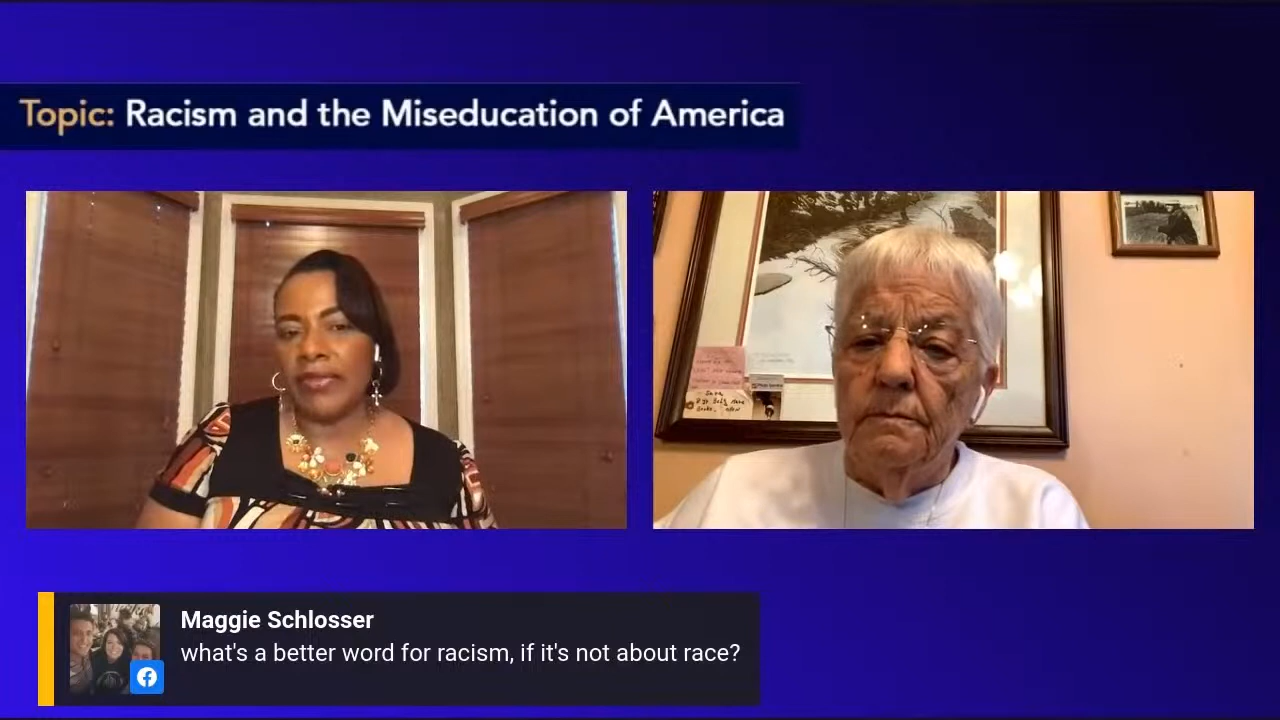 Topic: Racism and the Miseducation of America
Maggie Schlosser
what's a better word for racism, if it's not about race?